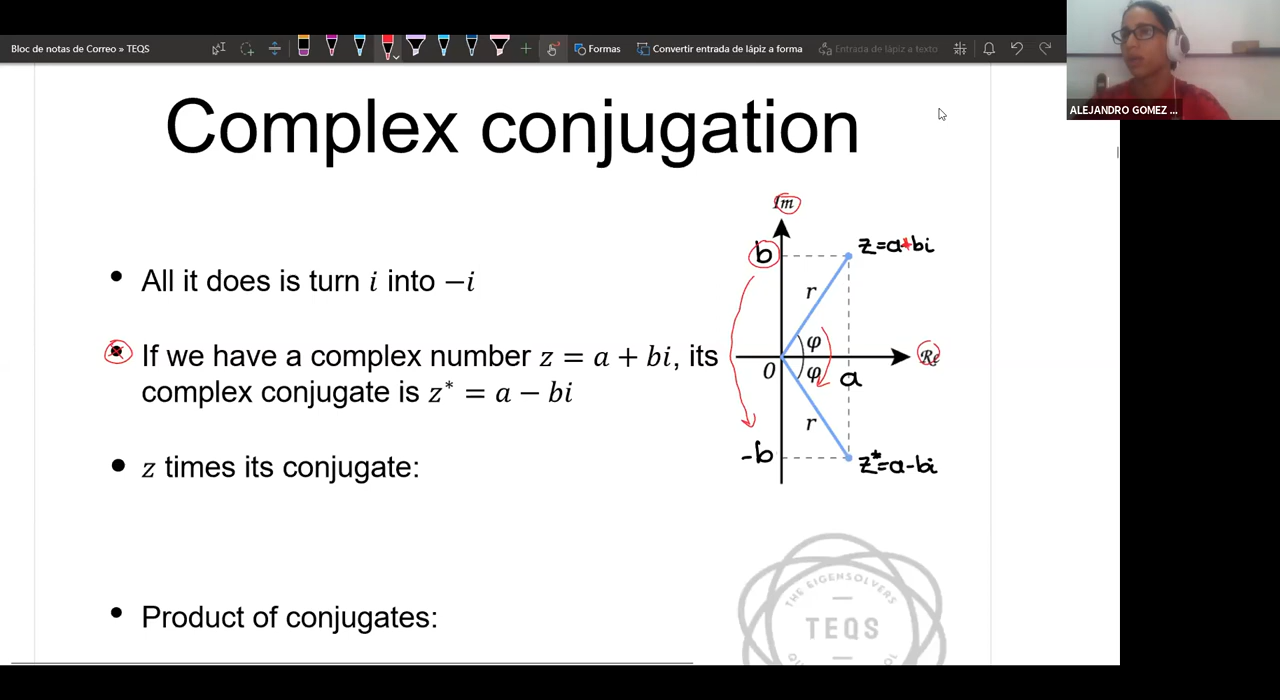 Bloc de notas de Correo » TEQS
Formas
Convertir entrada de lápiz a forma
Entrada de lápiz a texto
ALEJANDRO GOMEZ ...
Complex conjugation
• All it does is turn i into −i
• If we have a complex number z = a + bi, its
complex conjugate is z* = a − bi
• z times its conjugate:
• Product of conjugates:
Im
b
z=a+bi
r
φ
Re
0
φ
a
r
-b
z*=a-bi
THE EIGENSOLVERS
TEQS